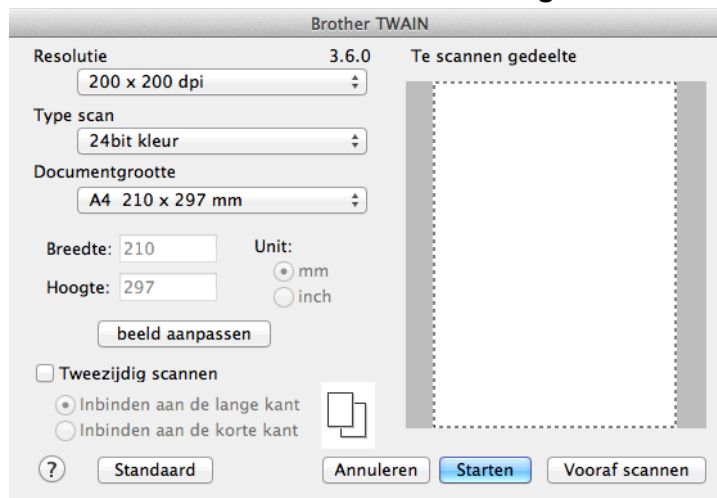 Brother TWAIN
Resolutie 3.6.0
200 x 200 dpi
Type scan
24bit kleur
Documentgrootte
A4 210 x 297 mm
Breedte: 210
Hoogte: 297
Unit:
mm
inch
beeld aanpassen
Tweezijdig scannen
Inbinden aan de lange kant
Inbinden aan de korte kant
Te scannen gedeelte
? Standaard Annuleren Starten Vooraf scannen